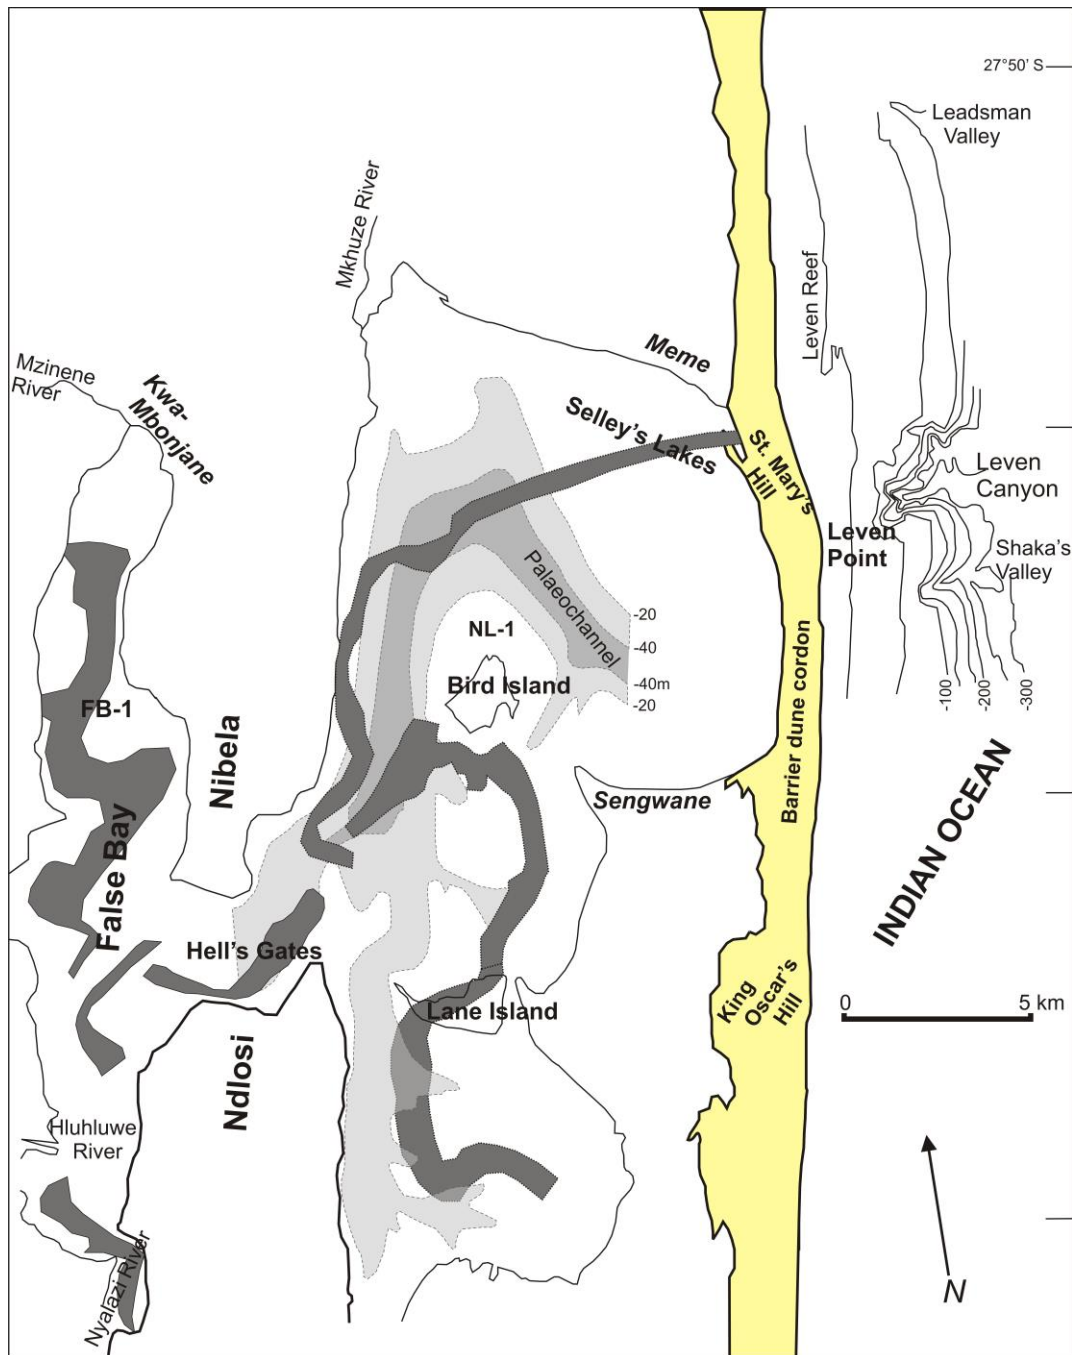 27°50' S
Leadsman
Valley
Mkhuze River
Leven Reef
Meme
Mzinene
River
Kwa-
Mbonjane
Selley's Lakes
St. Mary's
Hill
Leven
Canyon
Leven
Point
Shaka's
Valley
Palaeochannel
-20
-40
-40m
-20
NL-1
Bird Island
-100
-200
-300
FB-1
Nibela
Barrier dune cordon
Sengwane
False Bay
INDIAN OCEAN
Hell's Gates
King
Oscar's
Hill
Lane Island
0 5 km
Ndlosi
Hluhluwe
River
Nyalazi River
N